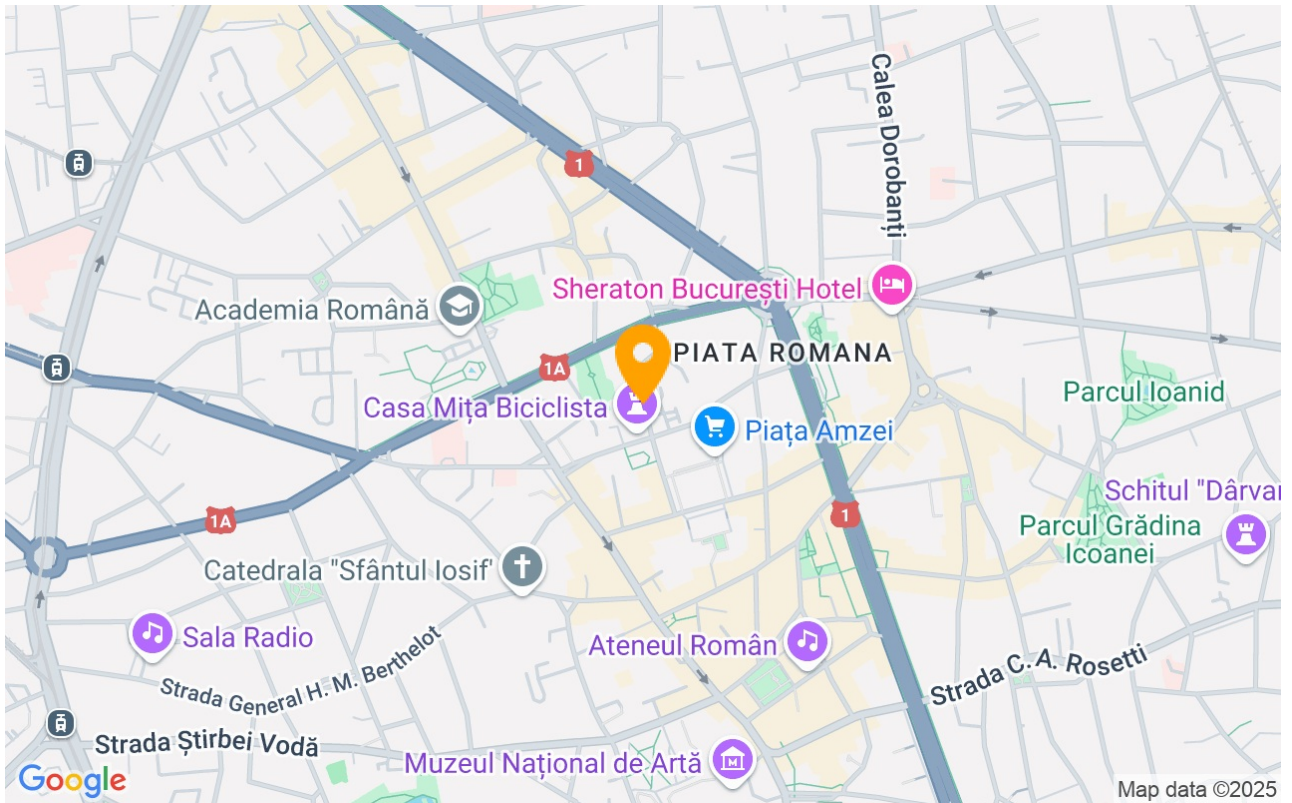 1
Calea Dorobanți
Sheraton București Hotel
Academia Română
PIATA ROMANA
1A
Casa Mița Biciclista
Parcul Ioanid
Piața Amzei
Schitul "Dârvar
1A
1
Parcul Grădina
Icoanei
Catedrala "Sfântul Iosif"
Sala Radio
Ateneul Român
Strada General H. M. Berthelot
Strada C. A. Rosetti
Strada Știrbei Vodă
Muzeul Național de Artă
Google
Map data ©2025